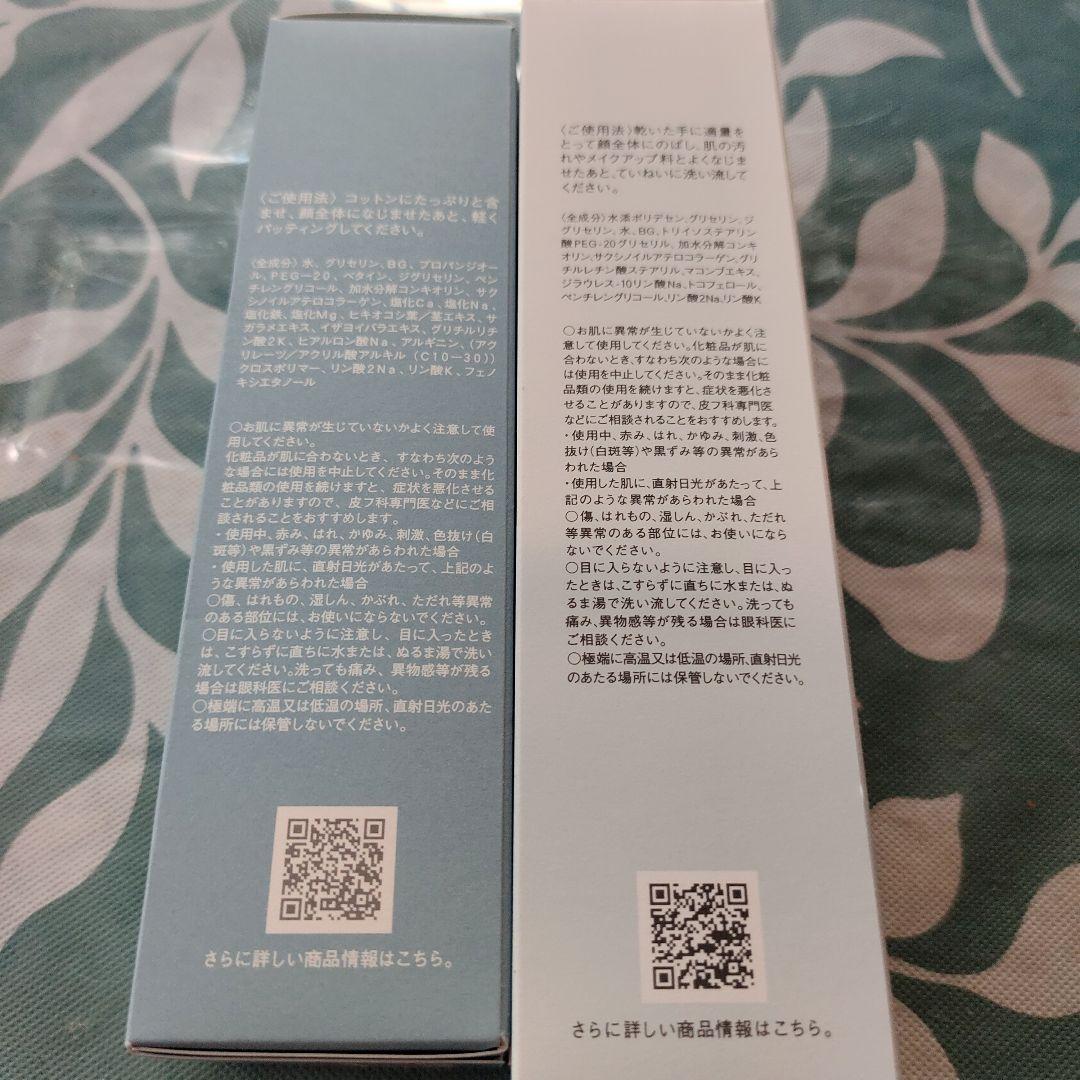 〈ご使用法〉コットンにたっぷりと含
ませ、顔全体になじませたあと、軽く
パッティングしてください。
〈全成分〉水、グリセリン、BG、プロパンジオー
ル、PEG－20、ベタイン、ジグリセリン、ペン
チレングリコール、加水分解コンキオリン、サク
シノイルアテロコラーゲン、塩化Ca、塩化Na、
塩化鉄、塩化Mg、ヒキオコシ葉／茎エキス、サ
ガラメエキス、イザヨイバラエキス、グリチルリチ
ン酸2K、ヒアルロン酸Na、アルギニン、（アク
リレーツ／アクリル酸アルキル（C10－30））
クロスポリマー、リン酸2Na、リン酸K、フェノ
キシエタノール
○お肌に異常が生じていないかよく注意して使
用してください。
化粧品が肌に合わないとき、すなわち次のよう
な場合には使用を中止してください。そのまま化
粧品類の使用を続けますと、症状を悪化させる
ことがありますので、皮フ科専門医などにご相
談されることをおすすめします。
・使用中、赤み、はれ、かゆみ、刺激、色抜け（白
斑等）や黒ずみ等の異常があらわれた場合
・使用した肌に、直射日光があたって、上記のよ
うな異常があらわれた場合
○傷、はれもの、湿しん、かぶれ、ただれ等異常
のある部位には、お使いにならないでください。
○目に入らないように注意し、目に入ったとき
は、こすらずに直ちに水または、ぬるま湯で洗い
流してください。洗っても痛み、異物感等が残る
場合は眼科医にご相談ください。
○極端に高温又は低温の場所、直射日光のあた
る場所には保管しないでください。
さらに詳しい商品情報はこちら。
〈ご使用法〉乾いた手に適量を
とって顔全体にのばし、肌の汚
れやメイクアップ料とよくなじま
せたあと、ていねいに洗い流して
ください。
〈全成分〉水添ポリデセン、グリセリン、ジ
グリセリン、水、BG、トリイソステアリン
酸PEG-20グリセリル、加水分解コンキ
オリン、サクシノイルアテロコラーゲン、グリ
チルレチン酸ステアリル、マコンブエキス、
ジラウレス-10リン酸Na、トコフェロール、
ペンチレングリコール、リン酸2Na、リン酸K
○お肌に異常が生じていないかよく注
意して使用してください。化粧品が肌に
合わないとき、すなわち次のような場合に
は使用を中止してください。そのまま化粧
品類の使用を続けますと、症状を悪化さ
せることがありますので、皮フ科専門医
などにご相談されることをおすすめします。
・使用中、赤み、はれ、かゆみ、刺激、色
抜け（白斑等）や黒ずみ等の異常があら
われた場合
・使用した肌に、直射日光があたって、上
記のような異常があらわれた場合
○傷、はれもの、湿しん、かぶれ、ただれ
等異常のある部位には、お使いになら
ないでください。
○目に入らないように注意し、目に入っ
たときは、こすらずに直ちに水または、ぬ
るま湯で洗い流してください。洗っても
痛み、異物感等が残る場合は眼科医に
ご相談ください。
○極端に高温又は低温の場所、直射日光
のあたる場所には保管しないでください。
さらに詳しい商品情報はこちら。